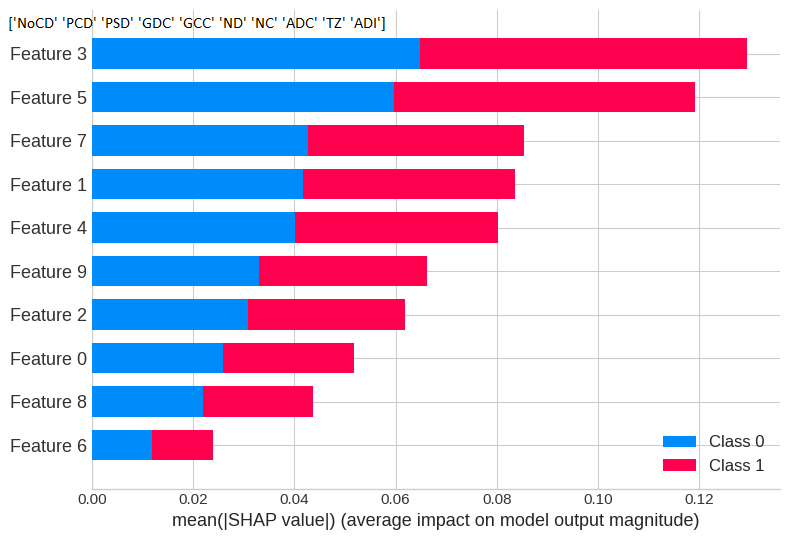 ['NoCD' 'PCD' 'PSD' 'GDC' 'GCC' 'ND' 'NC' 'ADC' 'TZ' 'ADI']
Feature 3
Feature 5
Feature 7
Feature 1
Feature 4
Feature 9
Feature 2
Feature 0
Feature 8
Feature 6
Class 0
Class 1
0.00 0.02 0.04 0.06 0.08 0.10 0.12
mean(|SHAP value|) (average impact on model output magnitude)